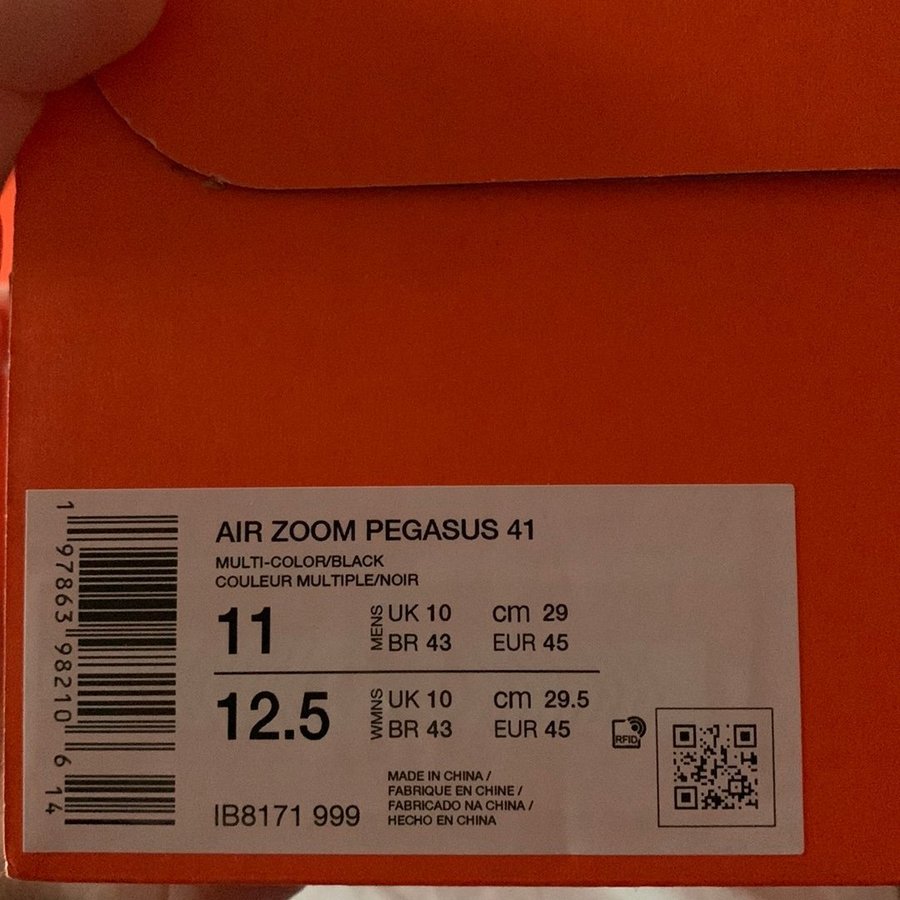 1 97863 98210 6 14
AIR ZOOM PEGASUS 41
MULTI-COLOR/BLACK
COULEUR MULTIPLE/NOIR
11 MENS UK 10 cm 29
BR 43 EUR 45
12.5 WMNS UK 10 cm 29.5
BR 43 EUR 45
RFID
MADE IN CHINA /
FABRIQUE EN CHINE /
FABRICADO NA CHINA /
HECHO EN CHINA
IB8171 999